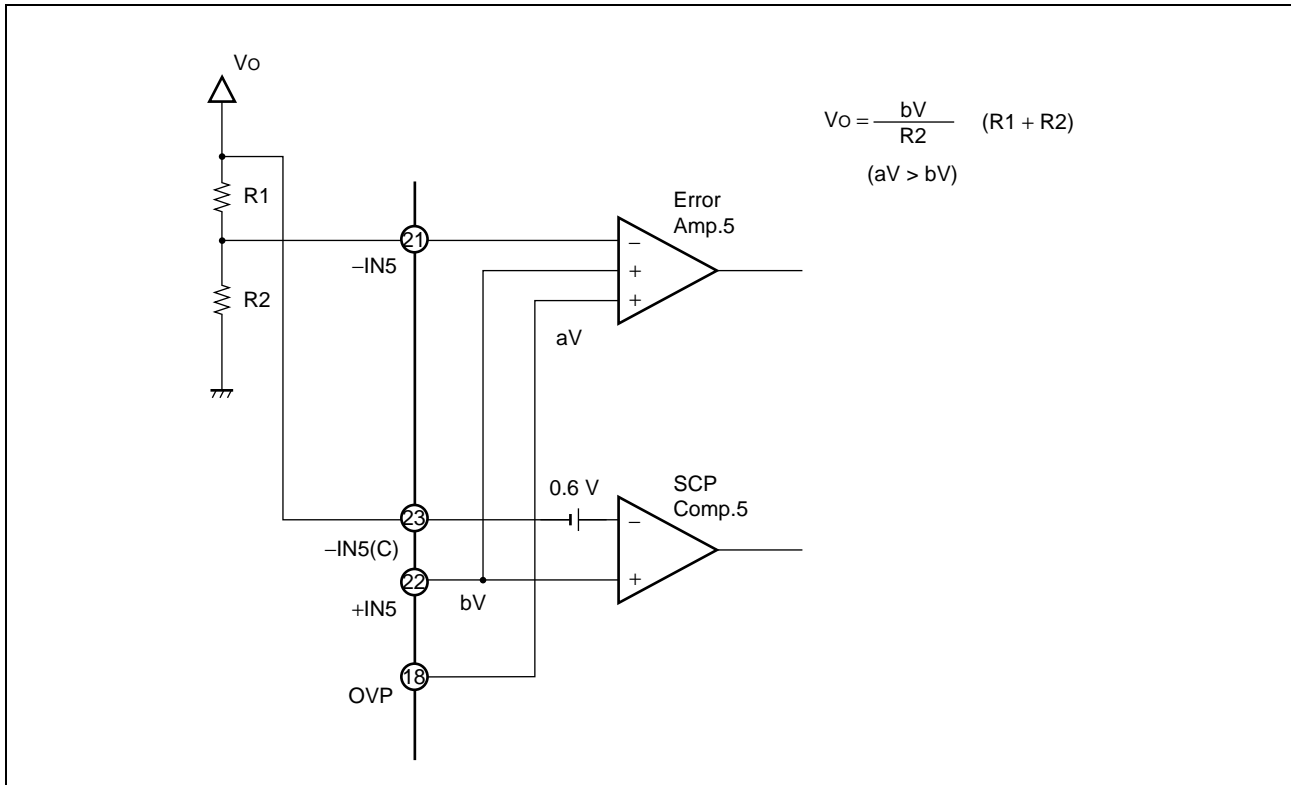 Vo
R1
R2
Vo = bV / R2 (R1 + R2)
(aV > bV)
Error
Amp.5
21
−IN5
−
+
+
aV
0.6 V
SCP
Comp.5
23
−IN5(C)
−
22
+IN5
bV
+
18
OVP